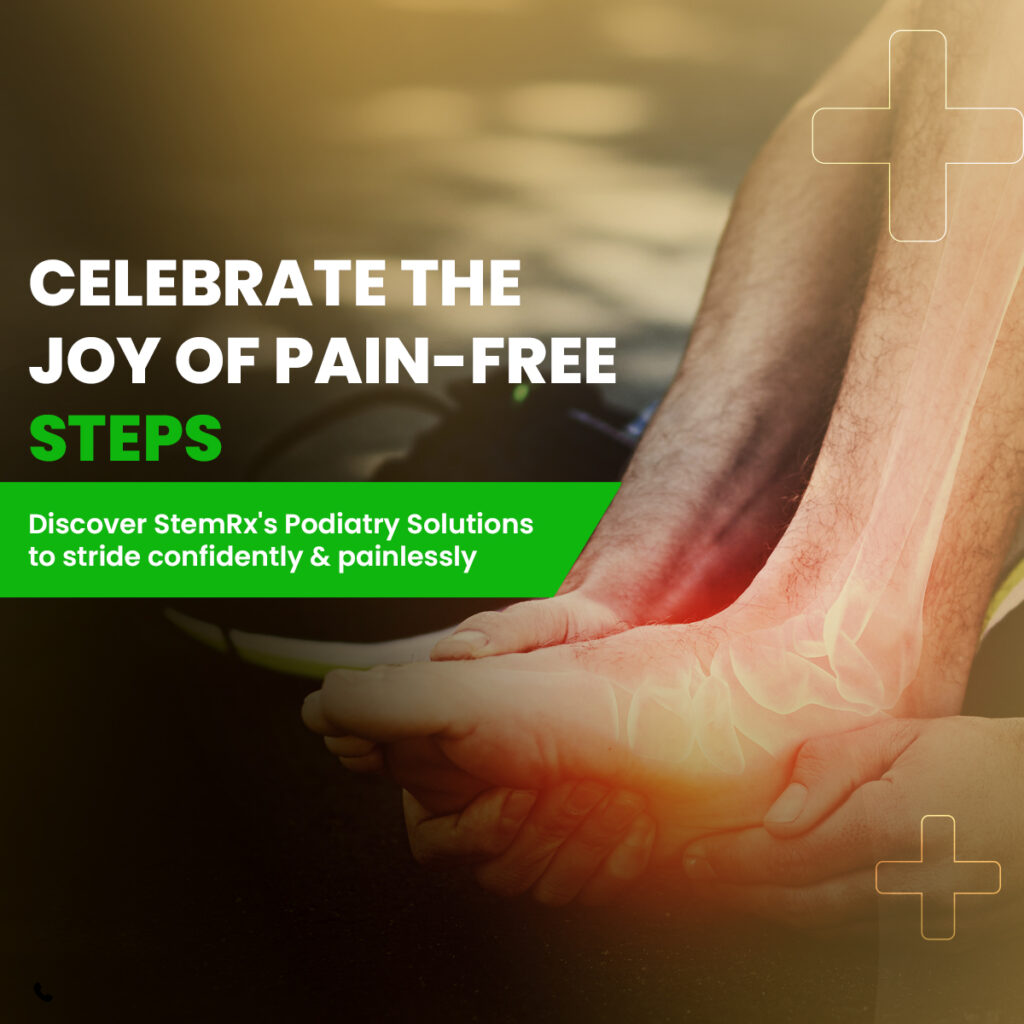 CELEBRATE THE
JOY OF PAIN-FREE
STEPS
Discover StemRx's Podiatry Solutions
to stride confidently & painlessly